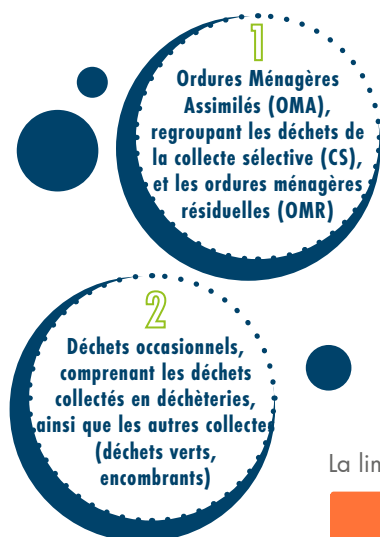 1
Ordures Ménagères
Assimilés (OMA),
regroupant les déchets de
la collecte sélective (CS),
et les ordures ménagères
résiduelles (OMR)
2
Déchets occasionnels,
comprenant les déchets
collectés en déchèteries,
ainsi que les autres collectes
(déchets verts,
encombrants)
La